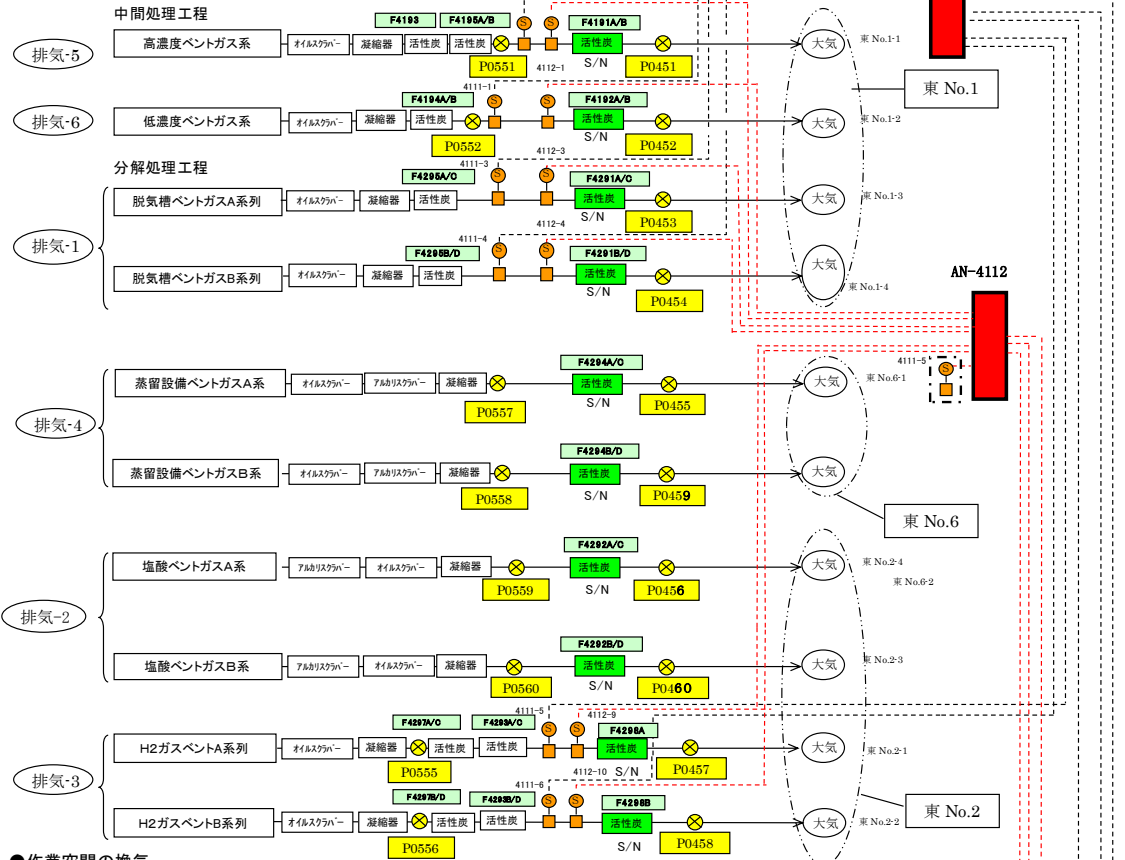 中間処理工程
F4193 F4195A/B F4191A/B
排気-5 高濃度ベントガス系 オイルスクラバー 凝縮器 活性炭 活性炭 S S 活性炭 大気 東 No.1-1
P0551 4112-1 S/N P0451
東 No.1
4111-1
F4194A/B S S F4192A/B
排気-6 低濃度ベントガス系 オイルスクラバー 凝縮器 活性炭 活性炭 大気 東 No.1-2
P0552 S/N P0452
4112-3
分解処理工程
4111-3
F4295A/C S S F4291A/C
脱気槽ベントガスA系列 オイルスクラバー 凝縮器 活性炭 活性炭 大気 東 No.1-3
S/N P0453
排気-1
4112-4
4111-4
F4295B/D S S F4291B/D
脱気槽ベントガスB系列 オイルスクラバー 凝縮器 活性炭 活性炭 大気 東 No.1-4
S/N P0454
AN-4112
4111-5
S
F4294A/C
蒸留設備ベントガスA系 オイルスクラバー アルカリスクラバー 凝縮器 活性炭 大気 東 No.6-1
P0557 S/N P0455
排気-4
F4294B/D
蒸留設備ベントガスB系 オイルスクラバー アルカリスクラバー 凝縮器 活性炭 大気
P0558 S/N P0459
東 No.6
F4292A/C
塩酸ベントガスA系 アルカリスクラバー オイルスクラバー 凝縮器 活性炭 大気 東 No.2-4
東 No.6-2
P0559 S/N P0456
排気-2
F4292B/D
塩酸ベントガスB系 アルカリスクラバー オイルスクラバー 凝縮器 活性炭 大気 東 No.2-3
P0560 S/N P0460
4111-5 4112-9
F4297A/C F4293A/C S S F4298A
H2ガスベントA系列 オイルスクラバー 凝縮器 活性炭 活性炭 活性炭 大気 東 No.2-1
P0555 4112-10 S/N P0457
排気-3
4111-6
F4297B/D F4293B/D S S F4298B
H2ガスベントB系列 オイルスクラバー 凝縮器 活性炭 活性炭 活性炭 大気 東 No.2-2
P0556 S/N P0458
東 No.2
●作業空間の換気